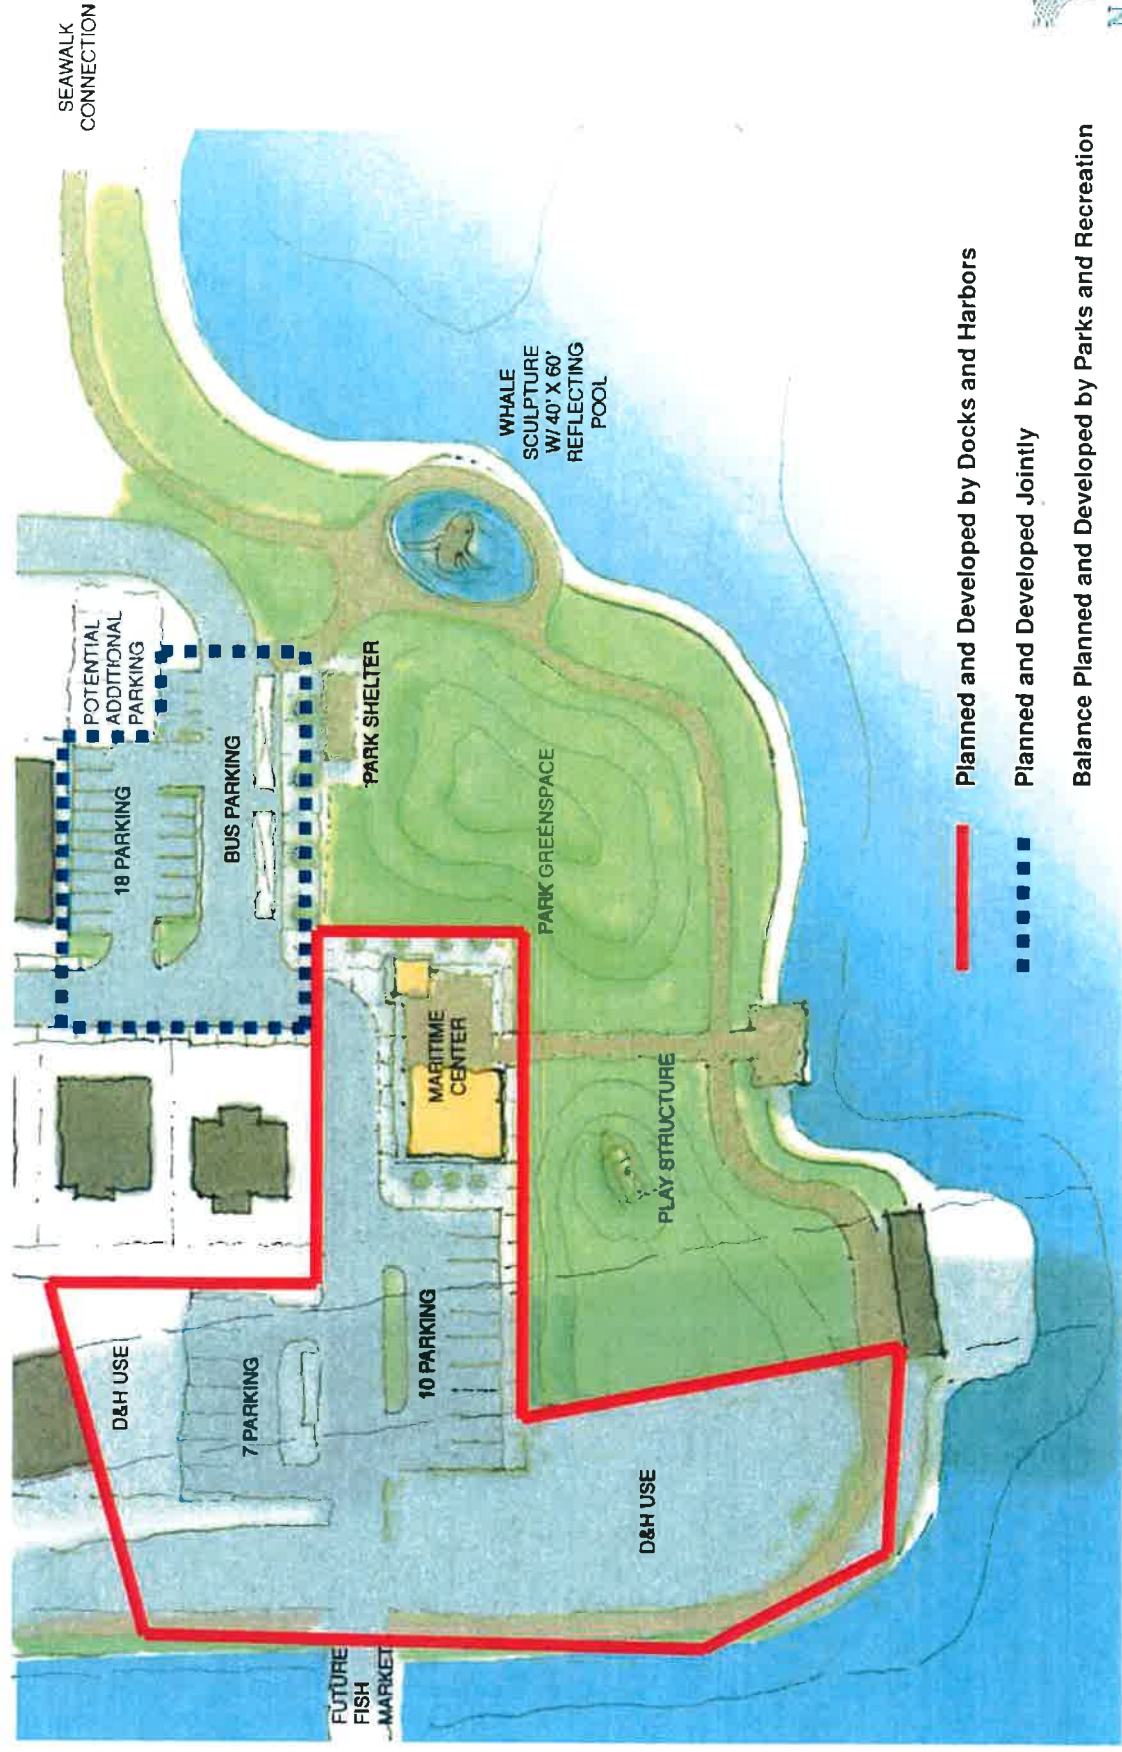 SEAWALK
CONNECTION
POTENTIAL
ADDITIONAL
PARKING
18 PARKING
BUS PARKING
PARK SHELTER
WHALE
SCULPTURE
W/ 40' X 60'
REFLECTING
POOL
PARK GREENSPACE
MARITIME
CENTER
PLAY STRUCTURE
D&H USE
7 PARKING
10 PARKING
D&H USE
FUTURE
FISH
MARKET
Planned and Developed by Docks and Harbors
Planned and Developed Jointly
Balance Planned and Developed by Parks and Recreation
N